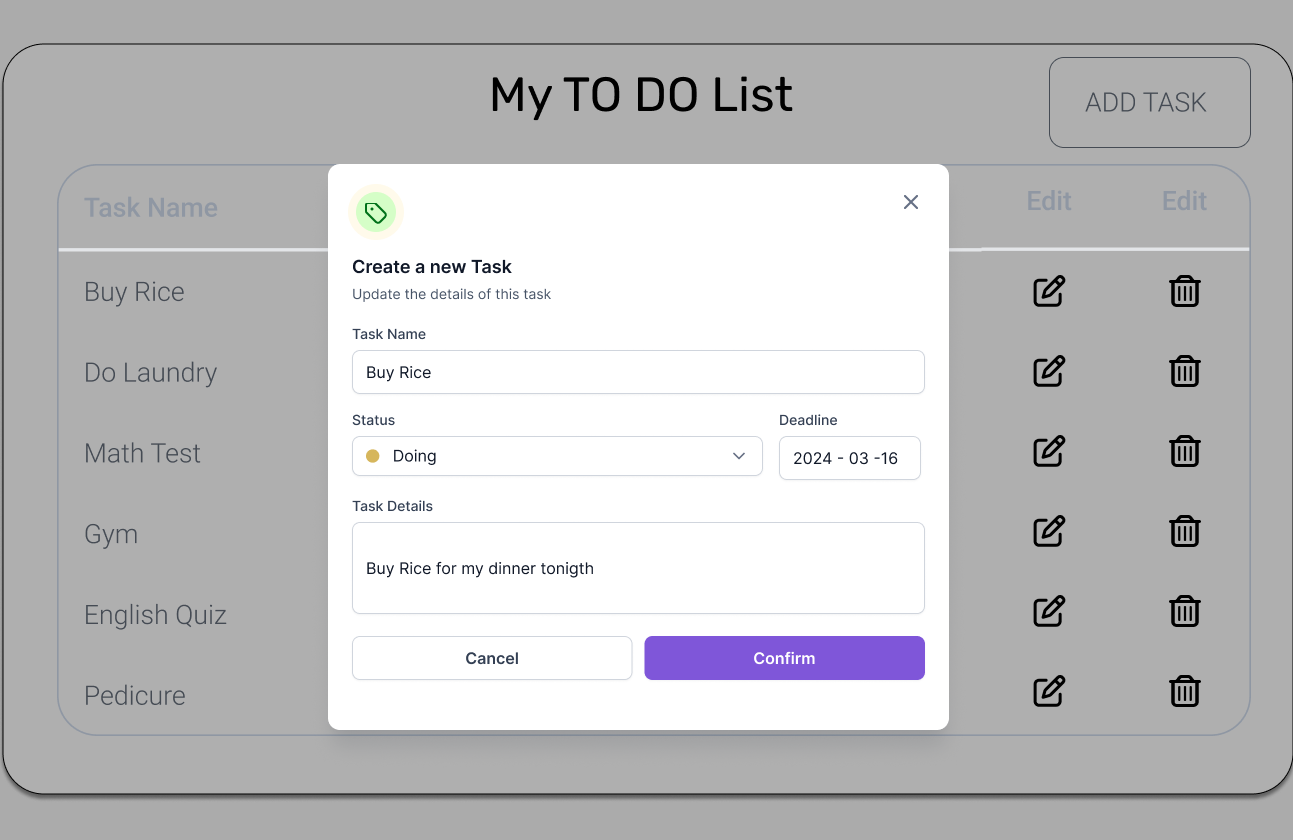 My TO DO List
ADD TASK
Task Name
Edit
Edit
Buy Rice
Do Laundry
Math Test
Gym
English Quiz
Pedicure
Create a new Task
Update the details of this task
Task Name
Buy Rice
Status
Deadline
Doing
2024 - 03 -16
Task Details
Buy Rice for my dinner tonigth
Cancel
Confirm